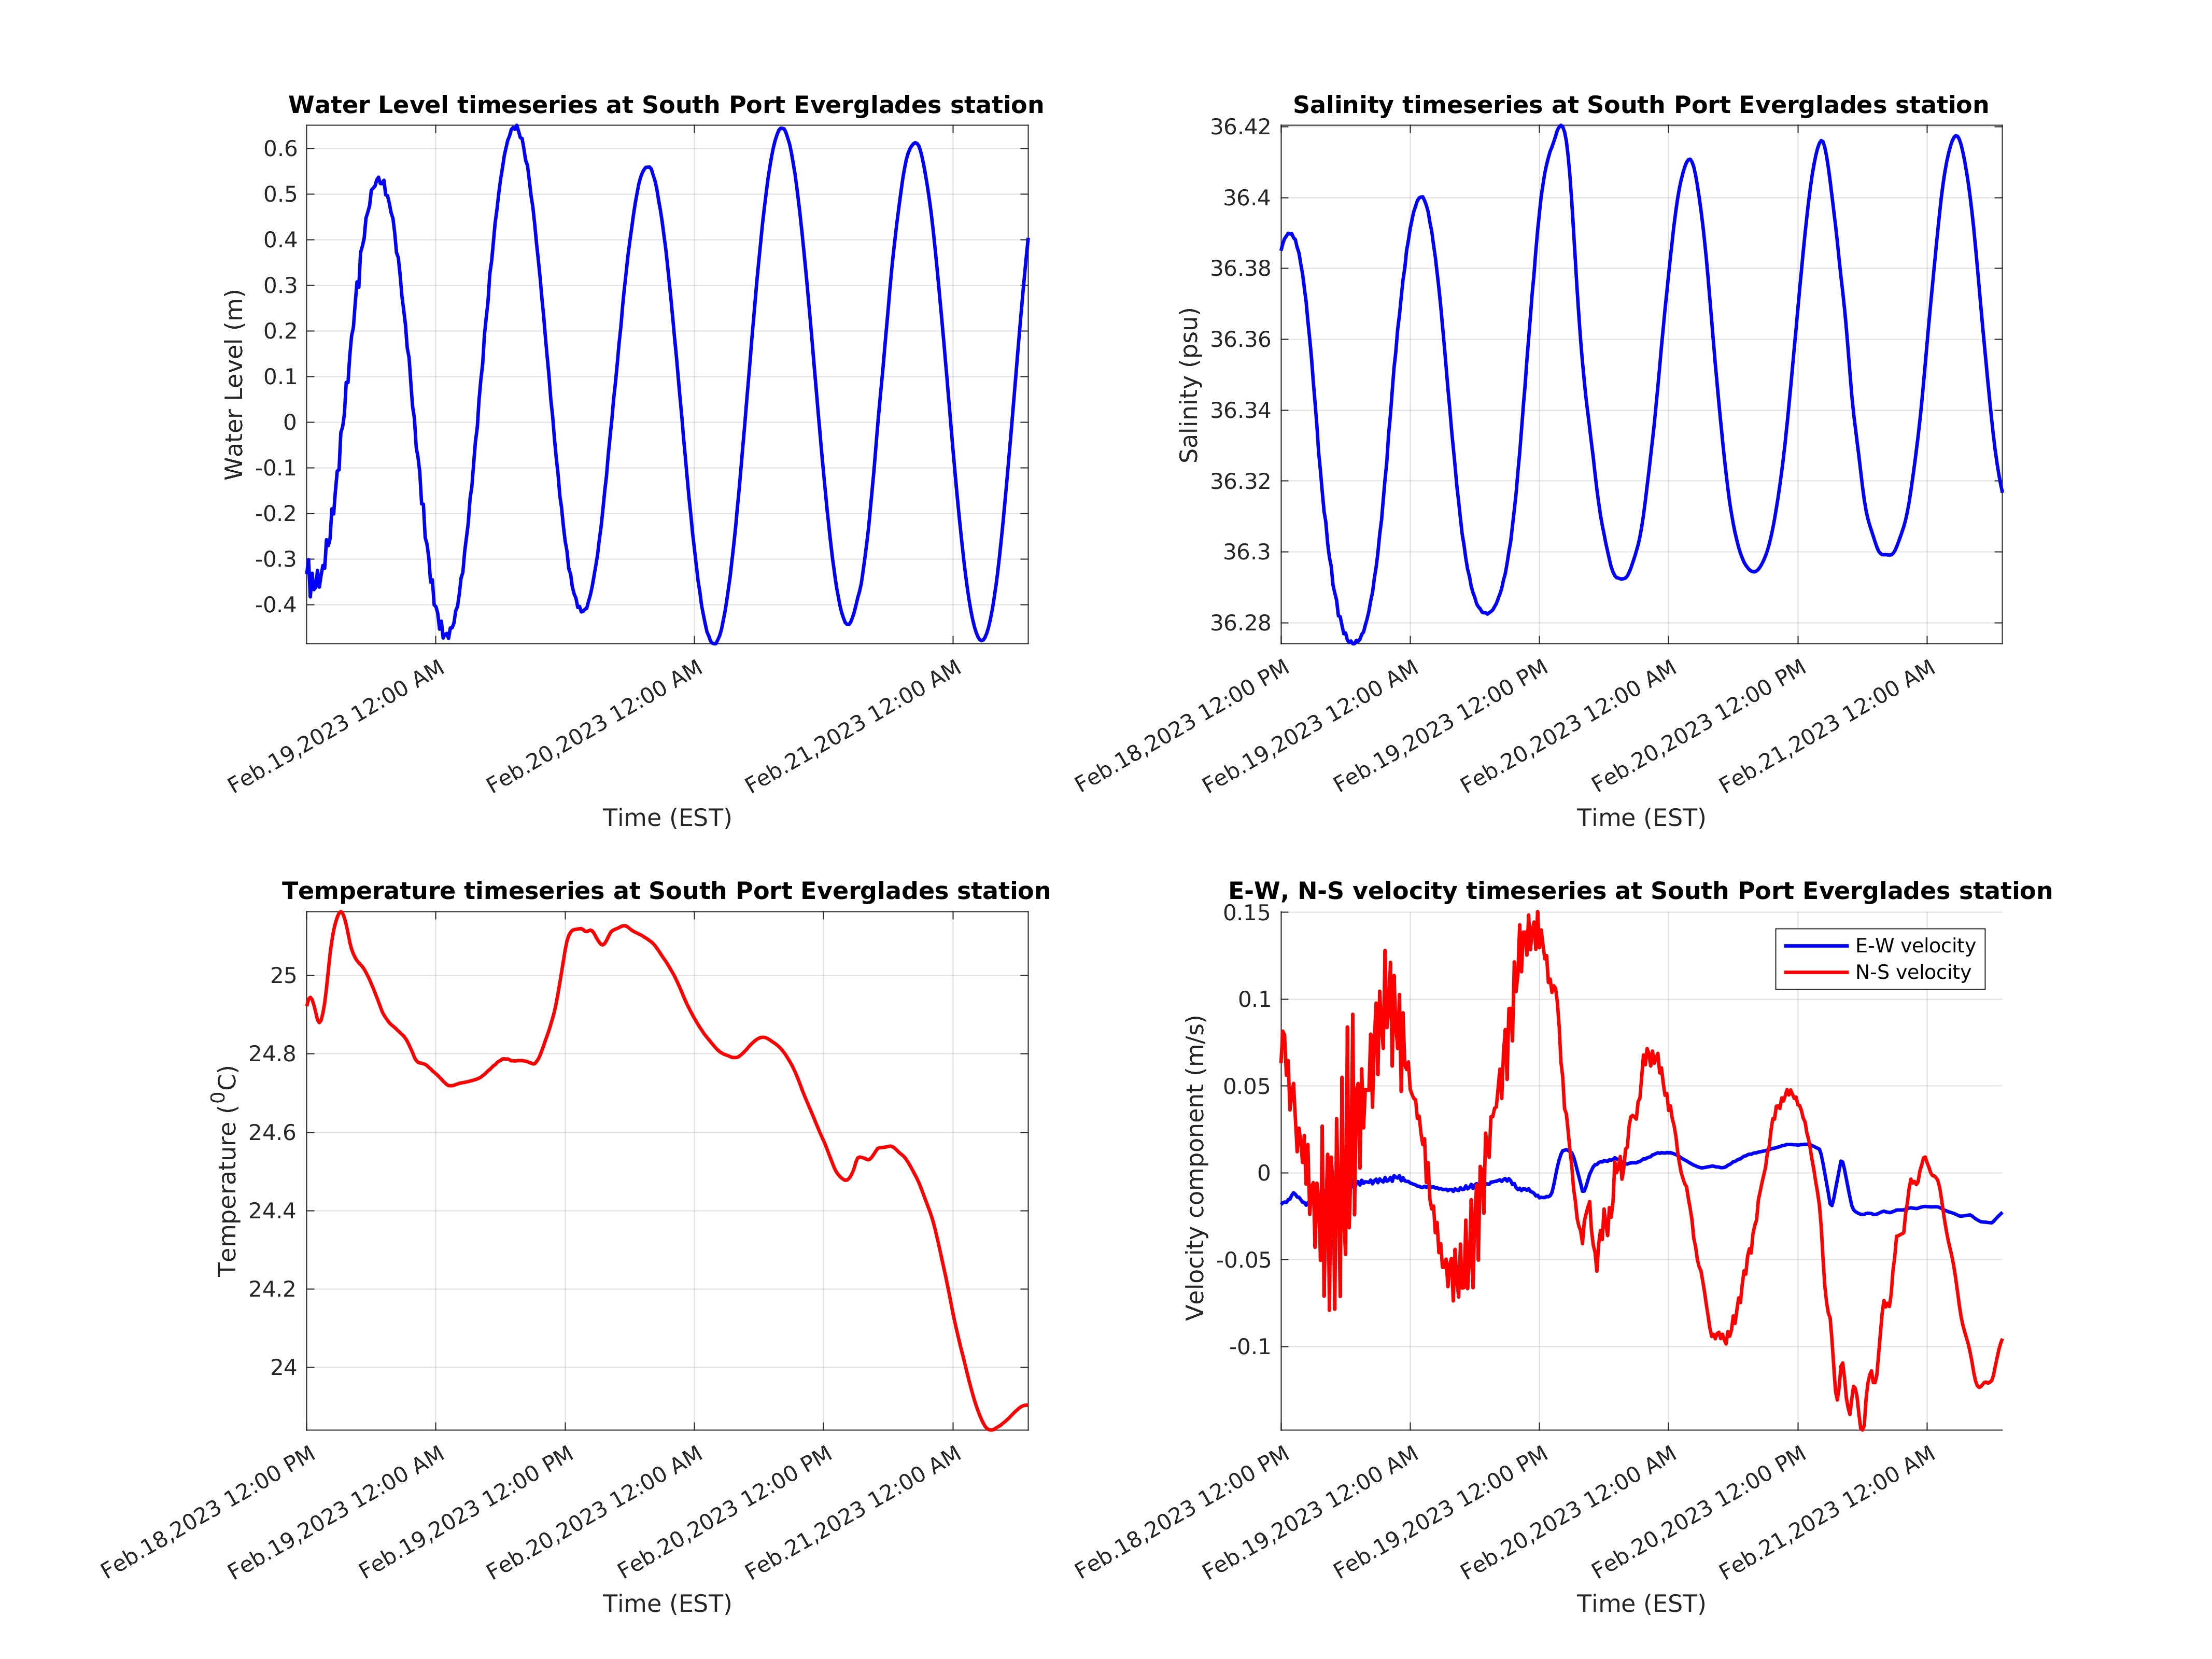 Water Level timeseries at South Port Everglades station
0.6
0.5
0.4
0.3
0.2
0.1
0
-0.1
-0.2
-0.3
-0.4
Water Level (m)
Feb.19,2023 12:00 AM
Feb.20,2023 12:00 AM
Feb.21,2023 12:00 AM
Time (EST)
Salinity timeseries at South Port Everglades station
36.42
36.4
36.38
36.36
36.34
36.32
36.3
36.28
Salinity (psu)
Feb.18,2023 12:00 PM
Feb.19,2023 12:00 AM
Feb.19,2023 12:00 PM
Feb.20,2023 12:00 AM
Feb.20,2023 12:00 PM
Feb.21,2023 12:00 AM
Time (EST)
Temperature timeseries at South Port Everglades station
25
24.8
24.6
24.4
24.2
24
Temperature (⁰C)
Feb.18,2023 12:00 PM
Feb.19,2023 12:00 AM
Feb.19,2023 12:00 PM
Feb.20,2023 12:00 AM
Feb.20,2023 12:00 PM
Feb.21,2023 12:00 AM
Time (EST)
E-W, N-S velocity timeseries at South Port Everglades station
0.15
0.1
0.05
0
-0.05
-0.1
Velocity component (m/s)
E-W velocity
N-S velocity
Feb.18,2023 12:00 PM
Feb.19,2023 12:00 AM
Feb.19,2023 12:00 PM
Feb.20,2023 12:00 AM
Feb.20,2023 12:00 PM
Feb.21,2023 12:00 AM
Time (EST)